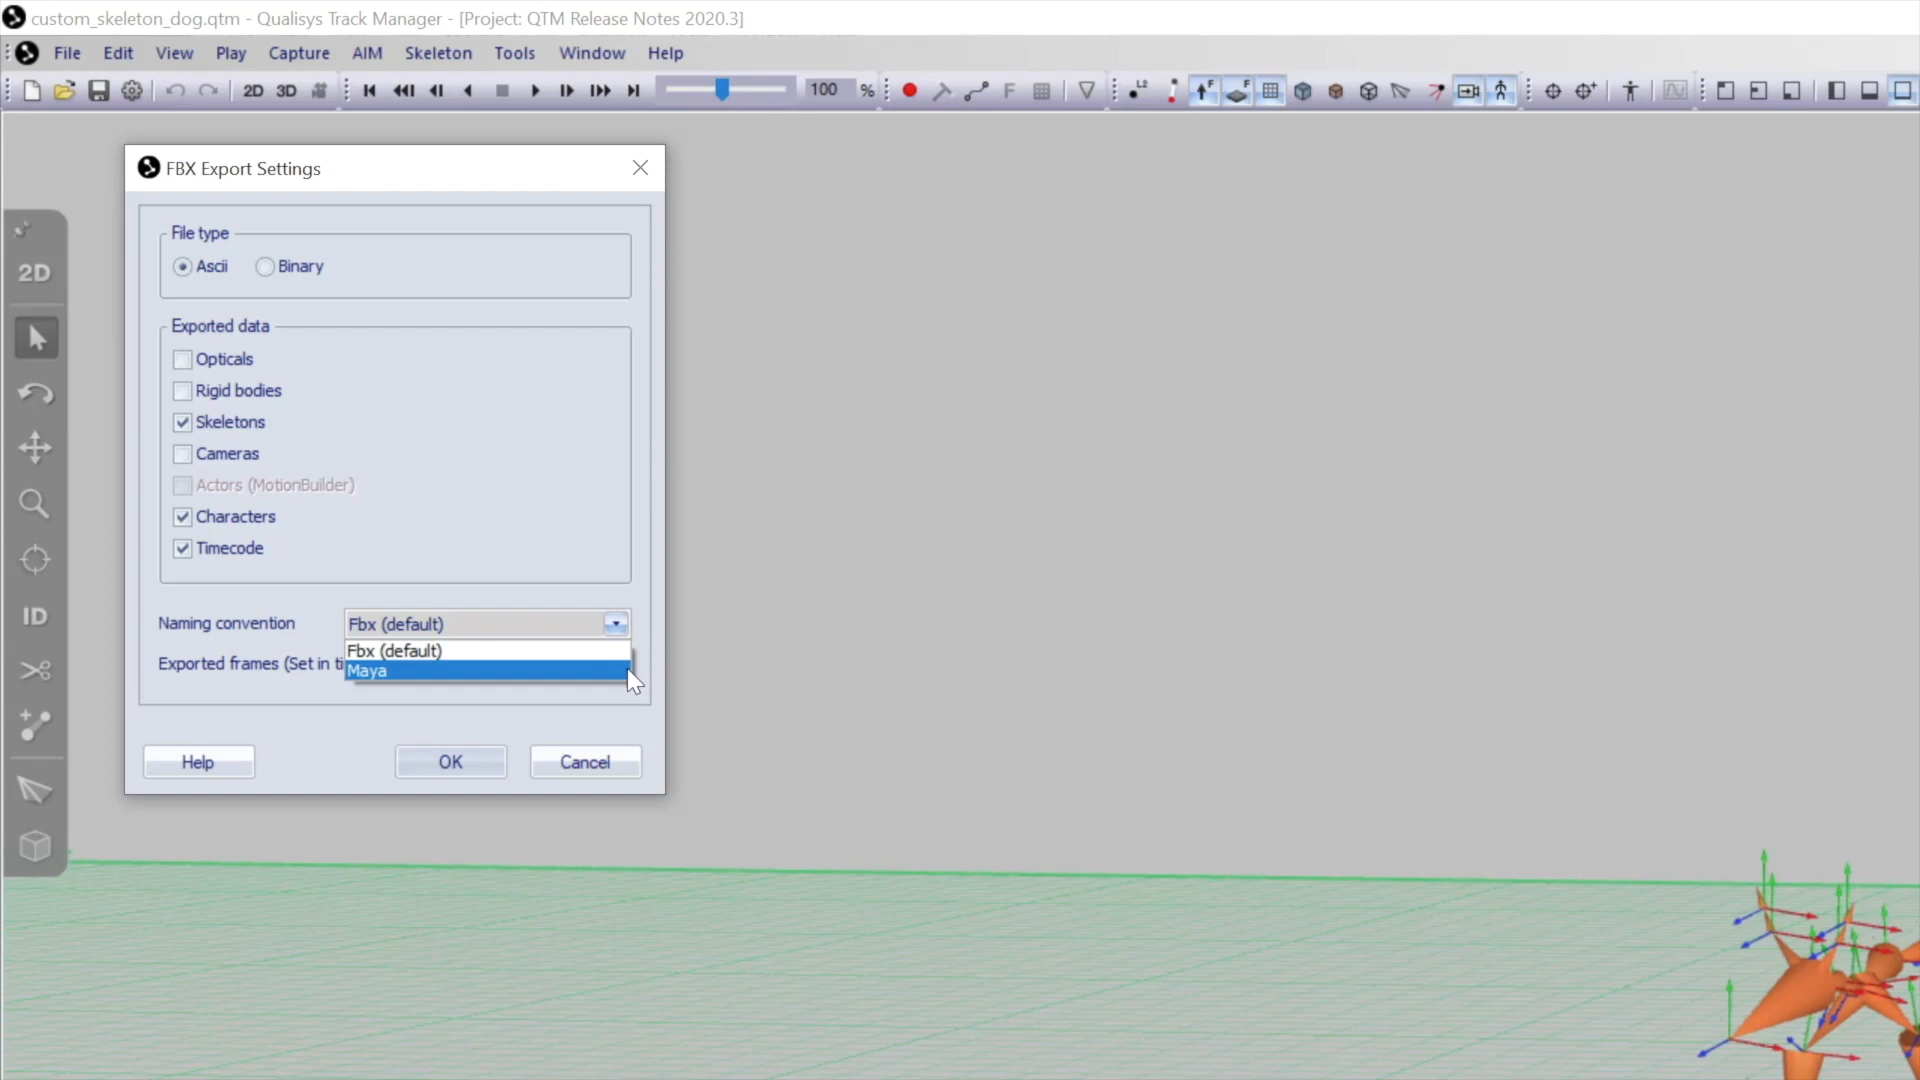 custom_skeleton_dog.qtm - Qualisys Track Manager - [Project: QTM Release Notes 2020.3]
File Edit View Play Capture AIM Skeleton Tools Window Help
2D 3D 100 % F L2 F F
FBX Export Settings
File type
Ascii Binary
2D
Exported data
Opticals
Rigid bodies
Skeletons
Cameras
Actors (MotionBuilder)
Characters
Timecode
ID
Naming convention Fbx (default)
Fbx (default)
Exported frames (Set in ti
Maya
Help OK Cancel